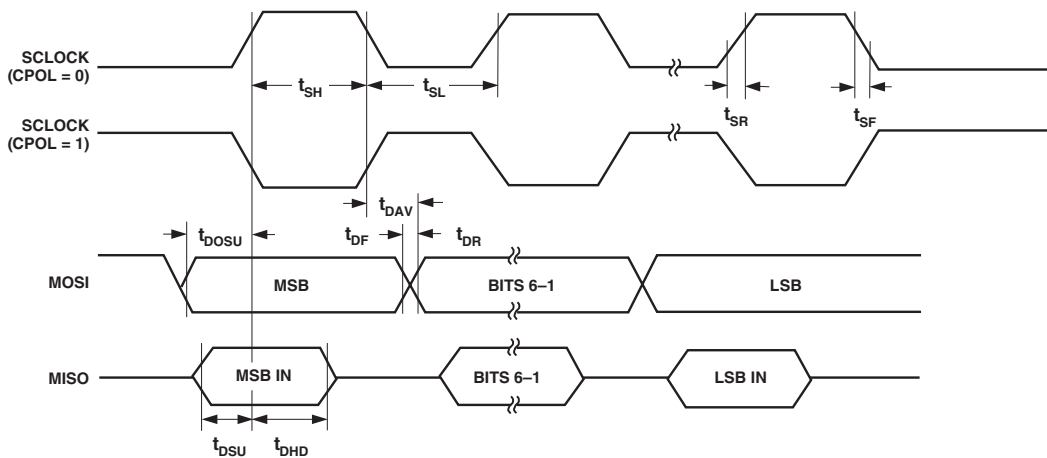 SCLOCK
(CPOL = 0)
tSH
tSL
tSR
tSF
SCLOCK
(CPOL = 1)
tDAV
tDOSU
tDF
tDR
MOSI
MSB
BITS 6–1
LSB
MISO
MSB IN
BITS 6–1
LSB IN
tDSU
tDHD